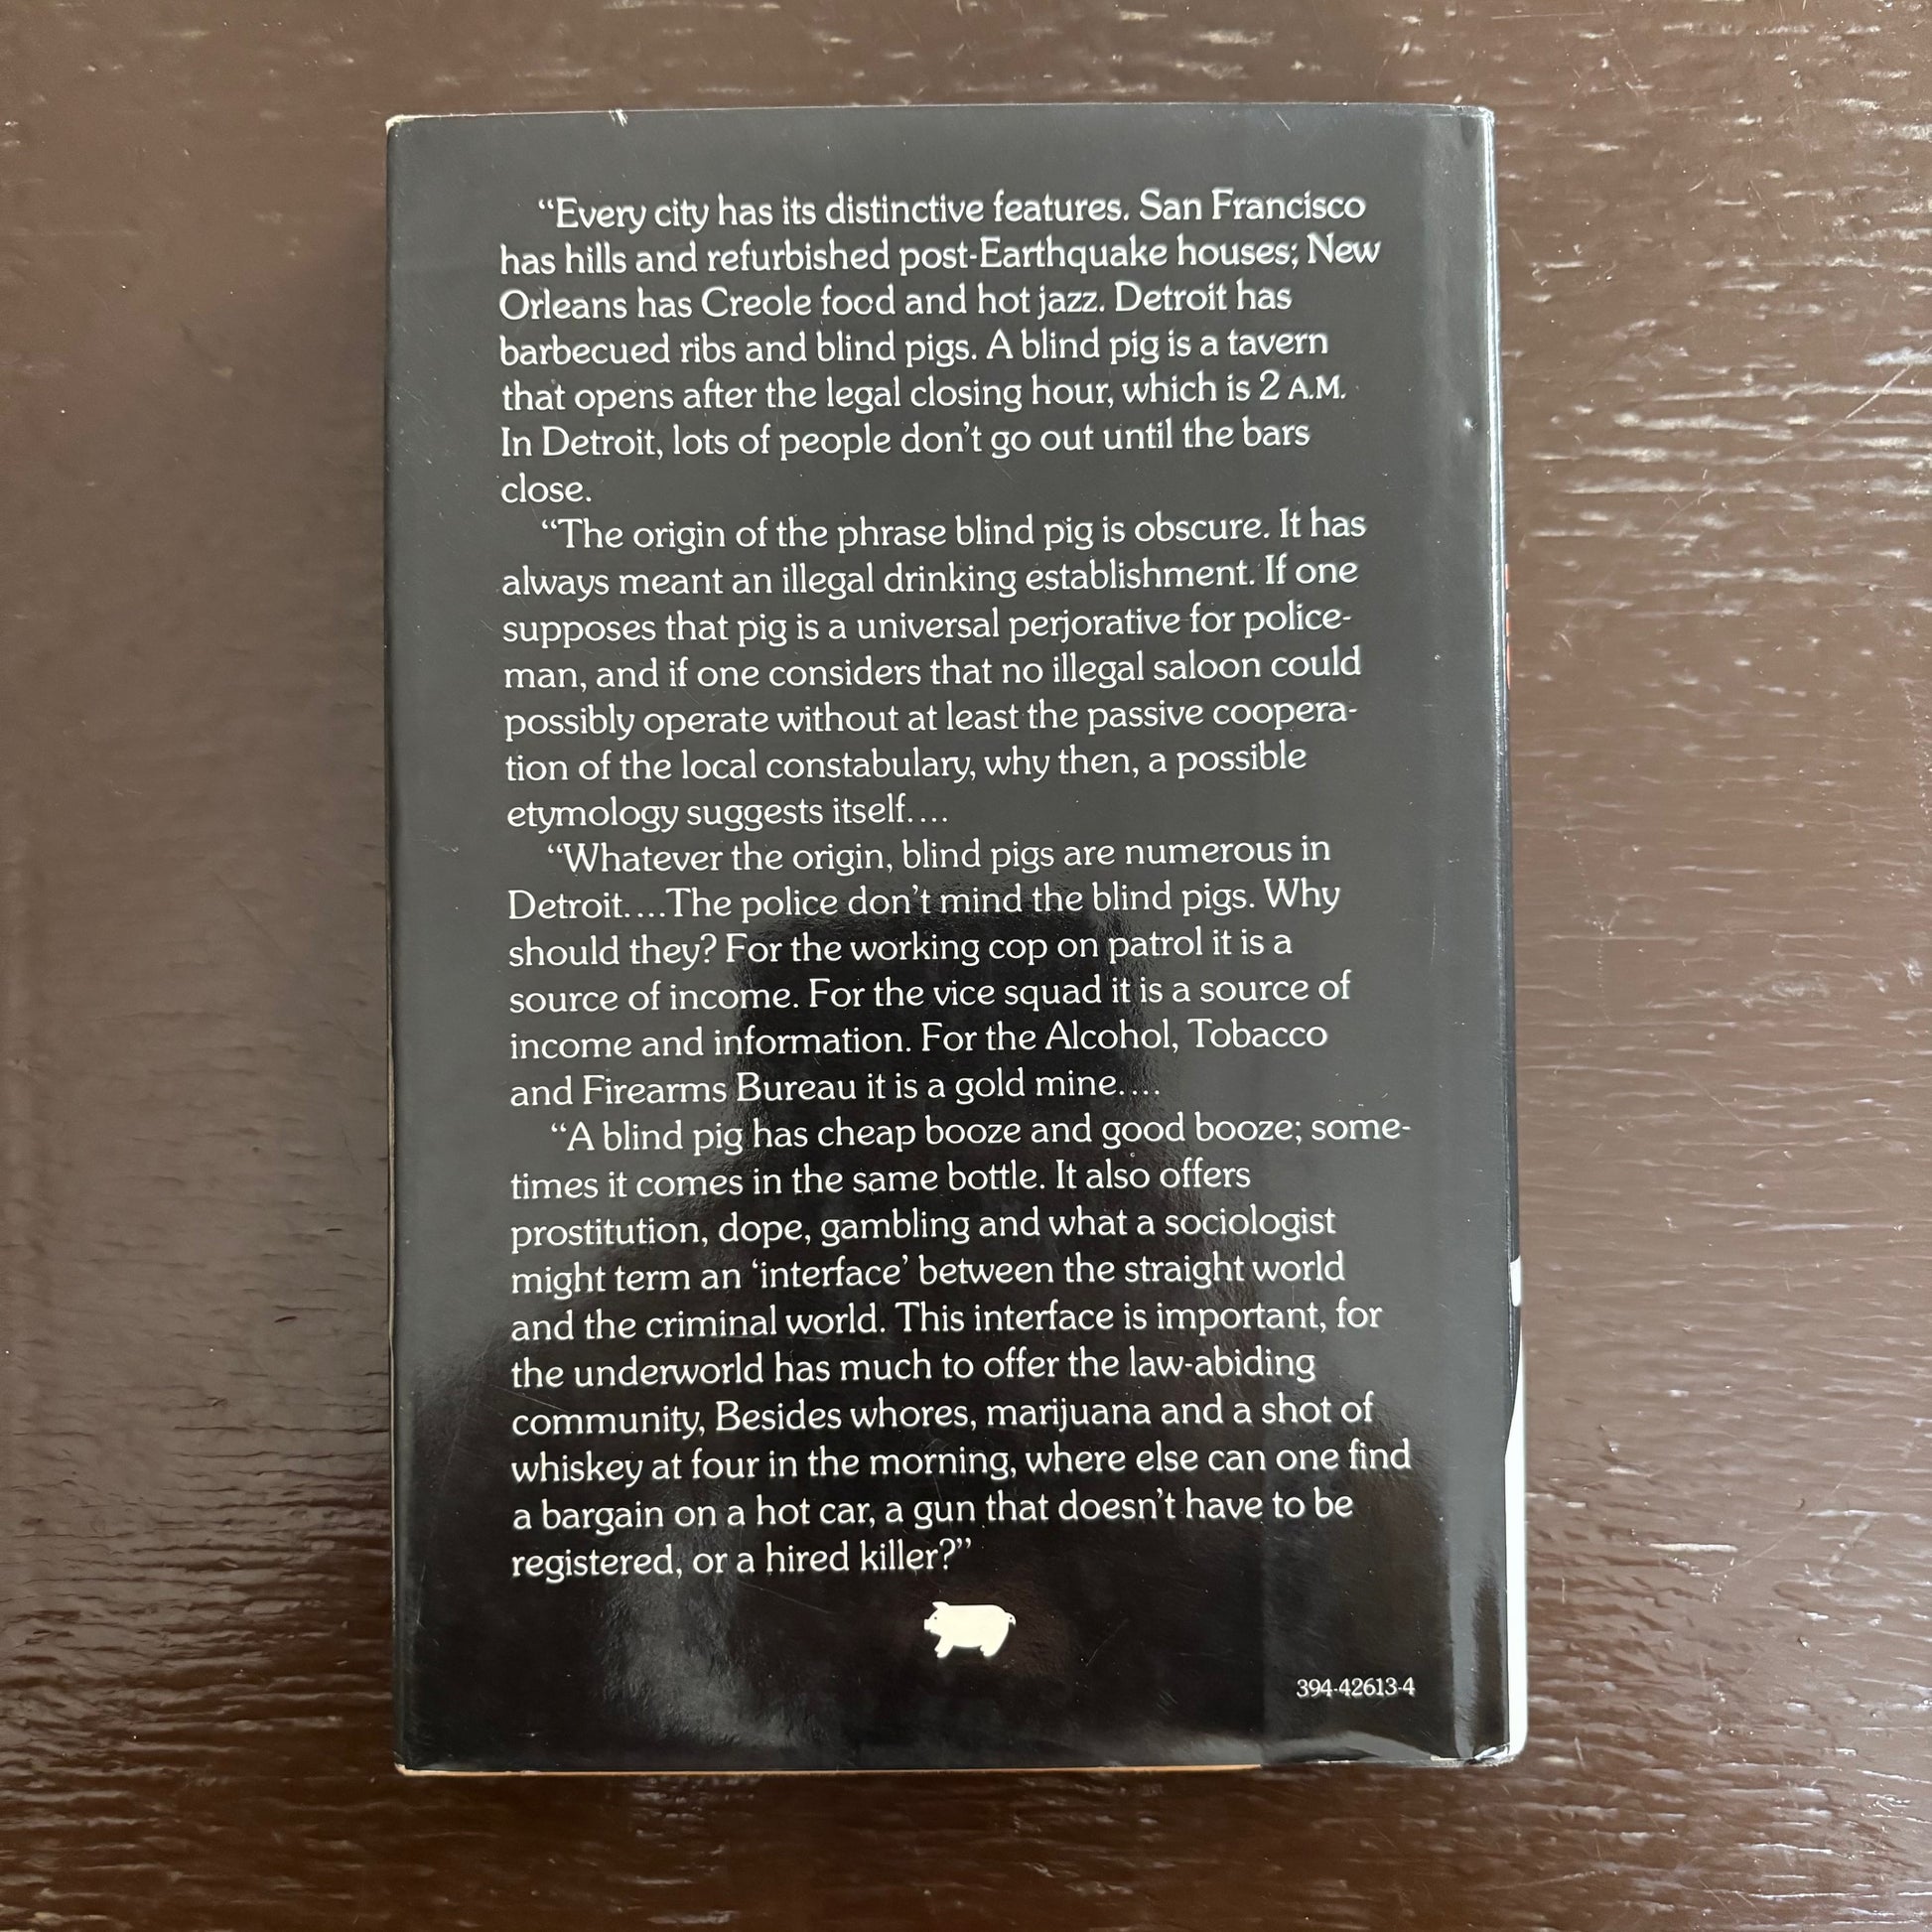 “Every city has its distinctive features. San Francisco
has hills and refurbished post-Earthquake houses; New
Orleans has Creole food and hot jazz. Detroit has
barbecued ribs and blind pigs. A blind pig is a tavern
that opens after the legal closing hour, which is 2 A.M.
In Detroit, lots of people don’t go out until the bars
close.
“The origin of the phrase blind pig is obscure. It has
always meant an illegal drinking establishment. If one
supposes that pig is a universal perjorative for police-
man, and if one considers that no illegal saloon could
possibly operate without at least the passive coopera-
tion of the local constabulary, why then, a possible
etymology suggests itself....
“Whatever the origin, blind pigs are numerous in
Detroit....The police don’t mind the blind pigs. Why
should they? For the working cop on patrol it is a
source of income. For the vice squad it is a source of
income and information. For the Alcohol, Tobacco
and Firearms Bureau it is a gold mine....
“A blind pig has cheap booze and good booze; some-
times it comes in the same bottle. It also offers
prostitution, dope, gambling and what a sociologist
might term an ‘interface’ between the straight world
and the criminal world. This interface is important, for
the underworld has much to offer the law-abiding
community, Besides whores, marijuana and a shot of
whiskey at four in the morning, where else can one find
a bargain on a hot car, a gun that doesn’t have to be
registered, or a hired killer?”
394-42613-4